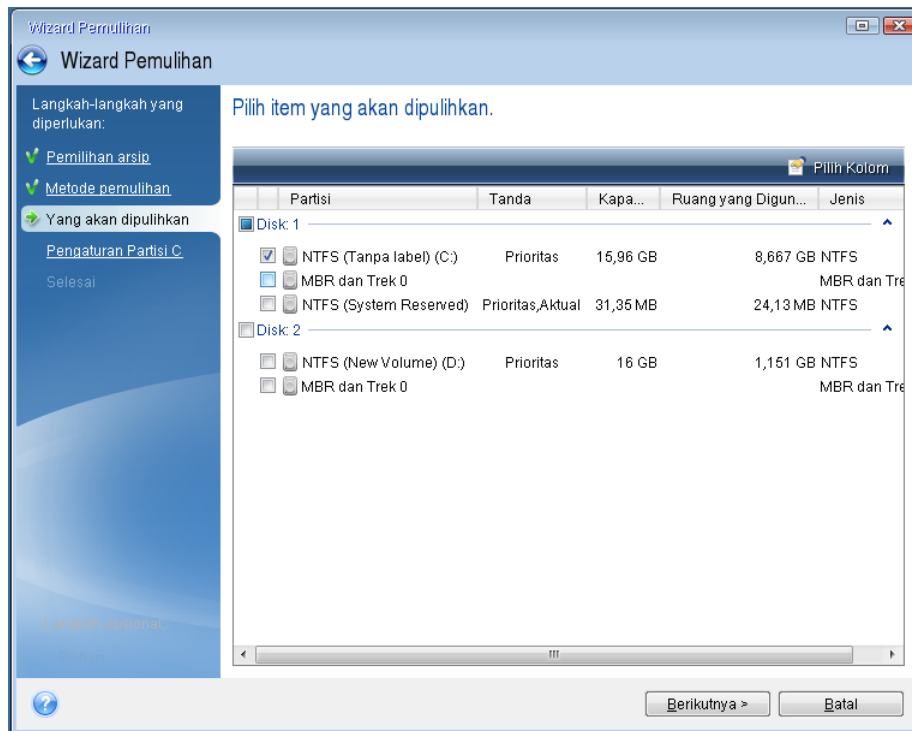 Wizard Pemulihan
Wizard Pemulihan
Langkah-langkah yang
diperlukan:
Pemilihan arsip
Metode pemulihan
Yang akan dipulihkan
Pengaturan Partisi C
Selesai
Pilih item yang akan dipulihkan.
Pilih Kolom
Partisi Tanda Kapa... Ruang yang Digun... Jenis
Disk: 1
NTFS (Tanpa label) (C:) Prioritas 15,96 GB 8,667 GB NTFS
MBR dan Trek 0 MBR dan Tre
NTFS (System Reserved) Prioritas,Aktual 31,35 MB 24,13 MB NTFS
Disk: 2
NTFS (New Volume) (D:) Prioritas 16 GB 1,151 GB NTFS
MBR dan Trek 0 MBR dan Tre
Berikutnya > Batal